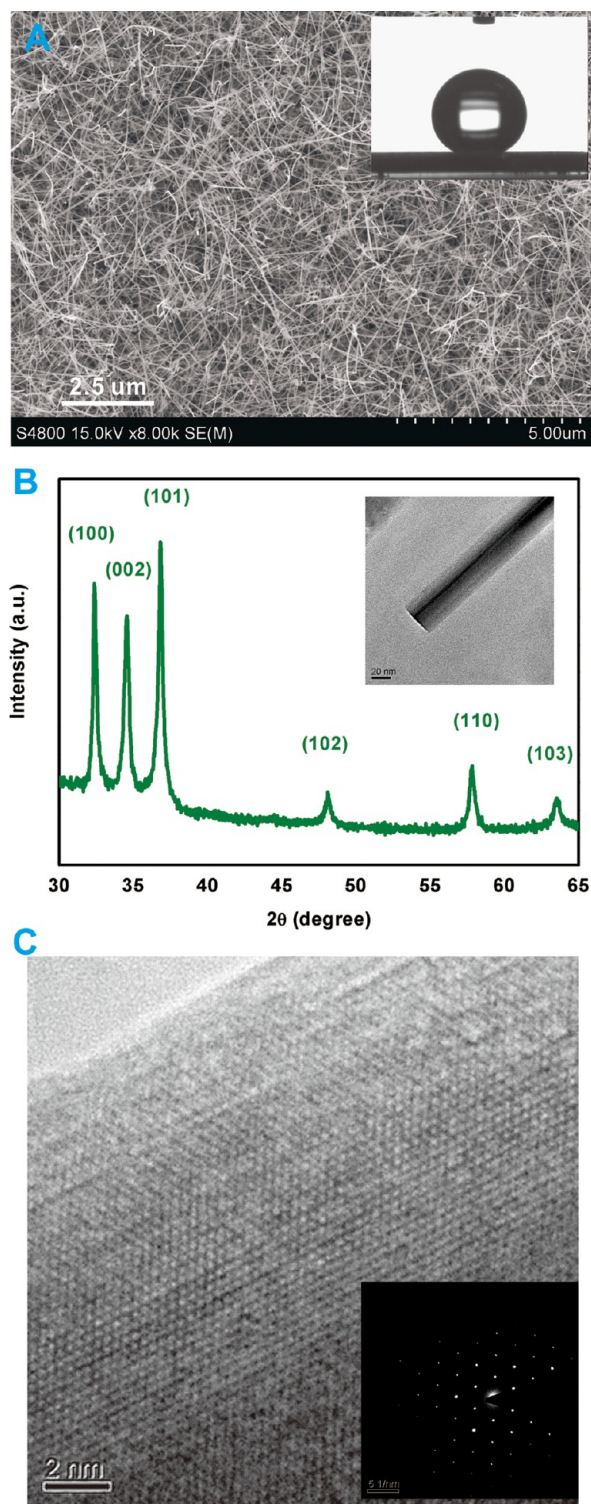 A
2.5 um
S4800 15.0kV x8.00k SE(M)
5.00um
B
(101)
(100)
(002)
(102)
(110)
(103)
20 nm
Intensity (a.u.)
30 35 40 45 50 55 60 65
2θ (degree)
C
2 nm
5 1/nm